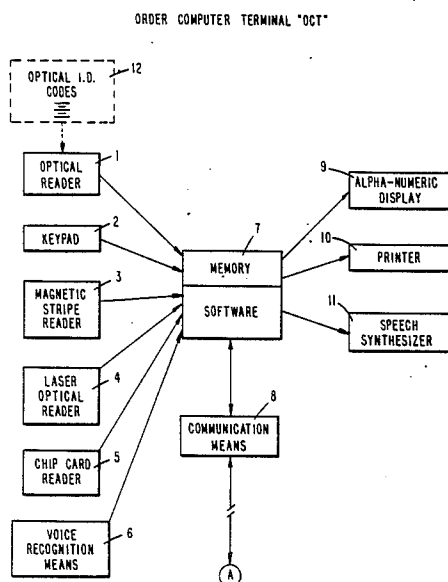 ORDER COMPUTER TERMINAL "OCT"
12
OPTICAL I.D.
CODES
1
OPTICAL
READER
2
KEYPAD
3
MAGNETIC
STRIPE READER
4
LASER
OPTICAL
READER
5
CHIP CARD
READER
6
VOICE
RECOGNITION
MEANS
7
MEMORY
SOFTWARE
8
COMMUNICATION
MEANS
A
9
ALPHA-NUMERIC
DISPLAY
10
PRINTER
11
SPEECH
SYNTHESIZER